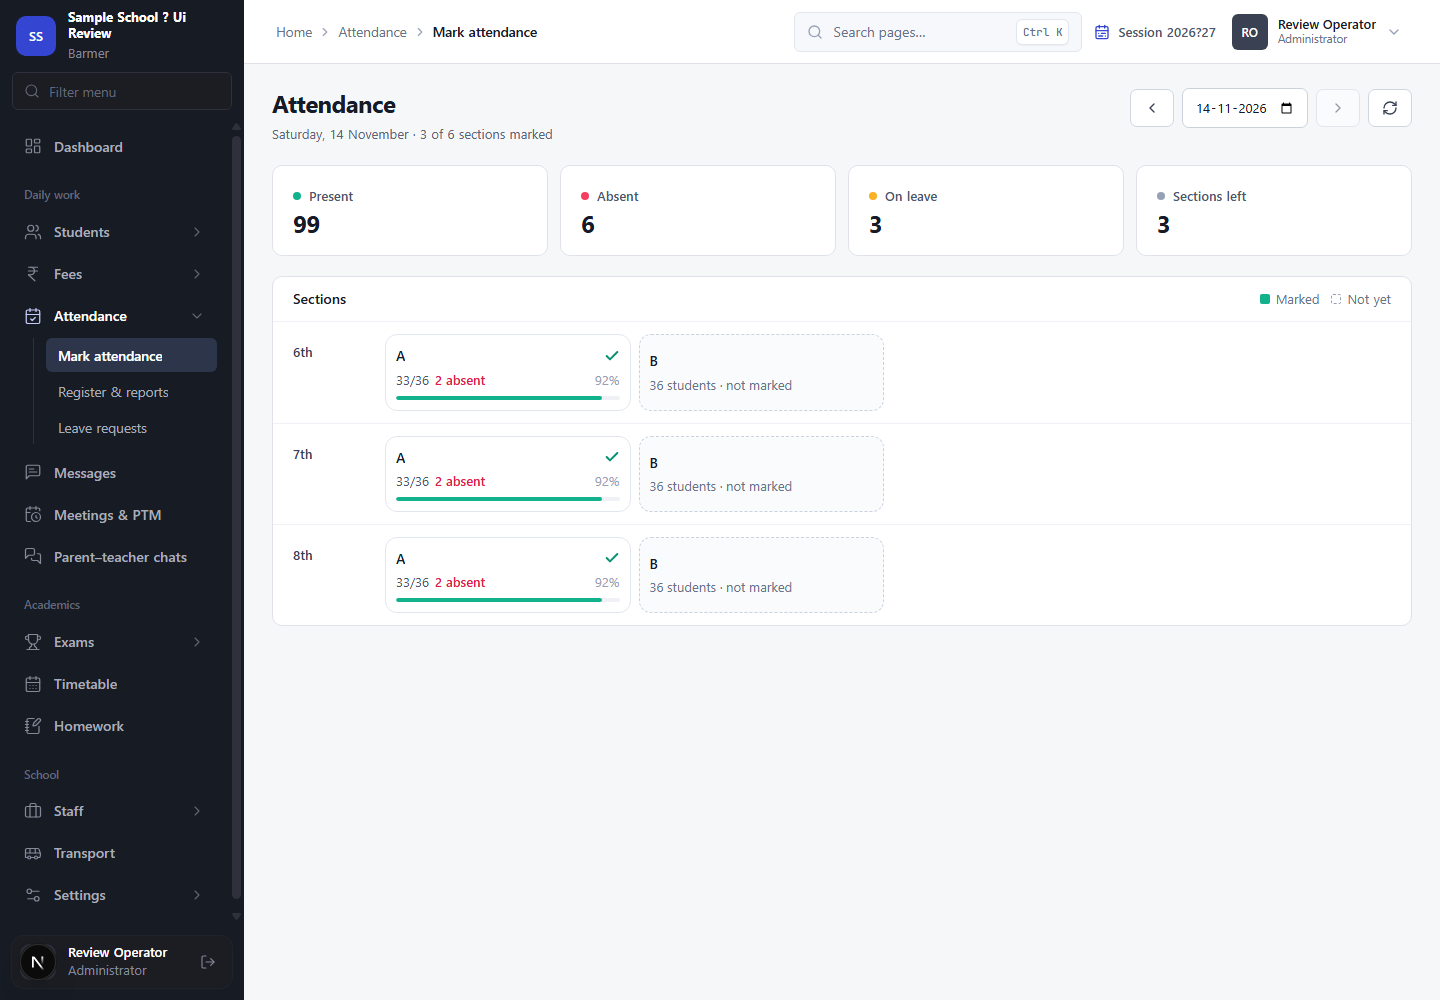 SS
Sample School ? Ui
Review
Barmer
Filter menu
Dashboard
Daily work
Students
Fees
Attendance
Mark attendance
Register & reports
Leave requests
Messages
Meetings & PTM
Parent–teacher chats
Academics
Exams
Timetable
Homework
School
Staff
Transport
Settings
N
Review Operator
Administrator
Home > Attendance > Mark attendance
Search pages...
Ctrl K
Session 2026?27
RO
Review Operator
Administrator
Attendance
Saturday, 14 November · 3 of 6 sections marked
14-11-2026
Present
99
Absent
6
On leave
3
Sections left
3
Sections
Marked
Not yet
6th
A
33/36 2 absent 92%
B
36 students · not marked
7th
A
33/36 2 absent 92%
B
36 students · not marked
8th
A
33/36 2 absent 92%
B
36 students · not marked